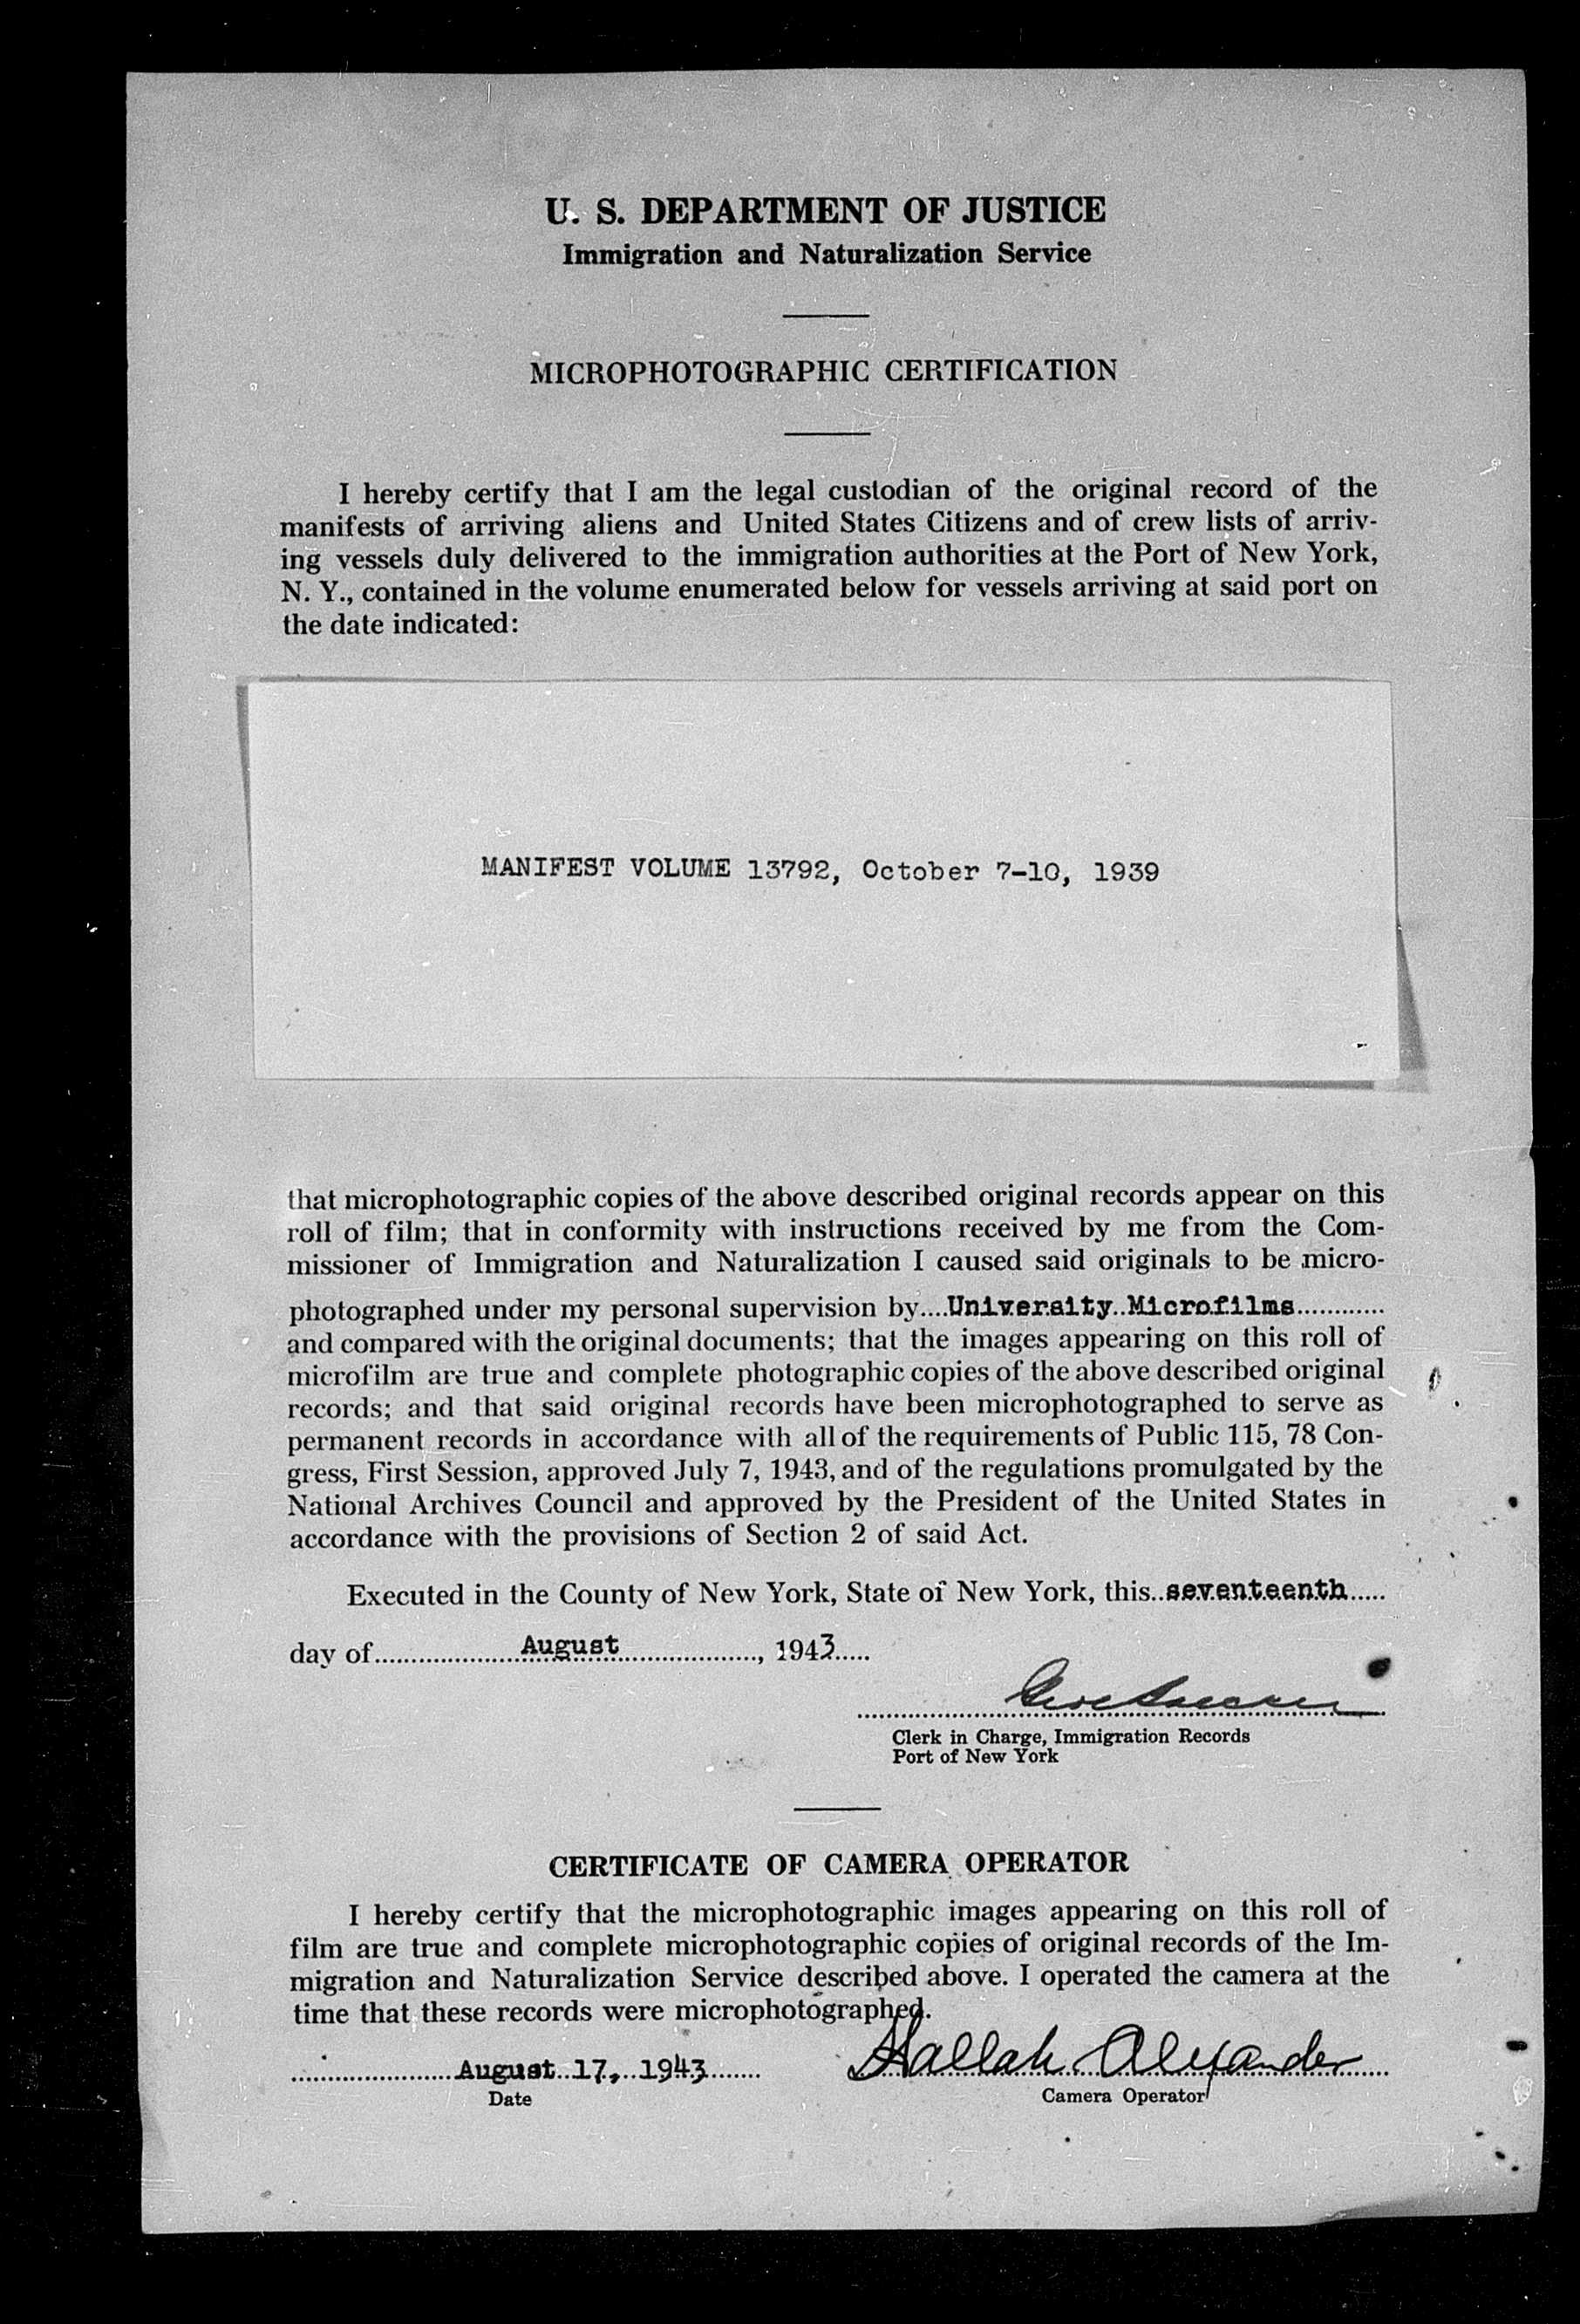 U. S. DEPARTMENT OF JUSTICE
Immigration and Naturalization Service
MICROPHOTOGRAPHIC CERTIFICATION
I hereby certify that I am the legal custodian of the original record of the
manifests of arriving aliens and United States Citizens and of crew lists of arriv-
ing vessels duly delivered to the immigration authorities at the Port of New York,
N. Y., contained in the volume enumerated below for vessels arriving at said port on
the date indicated:
MANIFEST VOLUME 13792, October 7-10, 1939
that microphotographic copies of the above described original records appear on this
roll of film; that in conformity with instructions received by me from the Com-
missioner of Immigration and Naturalization I caused said originals to be micro-
photographed under my personal supervision by....University Microfilms............
and compared with the original documents; that the images appearing on this roll of
microfilm are true and complete photographic copies of the above described original
records; and that said original records have been microphotographed to serve as
permanent records in accordance with all of the requirements of Public 115, 78 Con-
gress, First Session, approved July 7, 1943, and of the regulations promulgated by the
National Archives Council and approved by the President of the United States in
accordance with the provisions of Section 2 of said Act.
Executed in the County of New York, State of New York, this..seventeenth.....
day of....................August..................., 1943.....
Clerk in Charge, Immigration Records
Port of New York
CERTIFICATE OF CAMERA OPERATOR
I hereby certify that the microphotographic images appearing on this roll of
film are true and complete microphotographic copies of original records of the Im-
migration and Naturalization Service described above. I operated the camera at the
time that these records were microphotographed.
......................August 17, 1943....... Hallah Alexander
Date Camera Operator